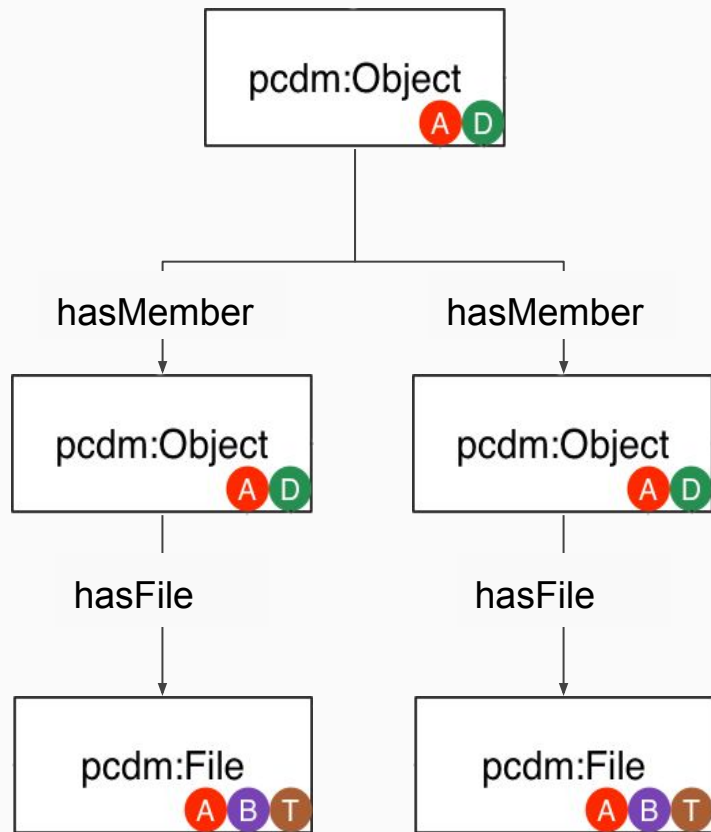 pcdm:Object
A D
hasMember hasMember
pcdm:Object pcdm:Object
A D A D
hasFile hasFile
pcdm:File pcdm:File
A B T A B T